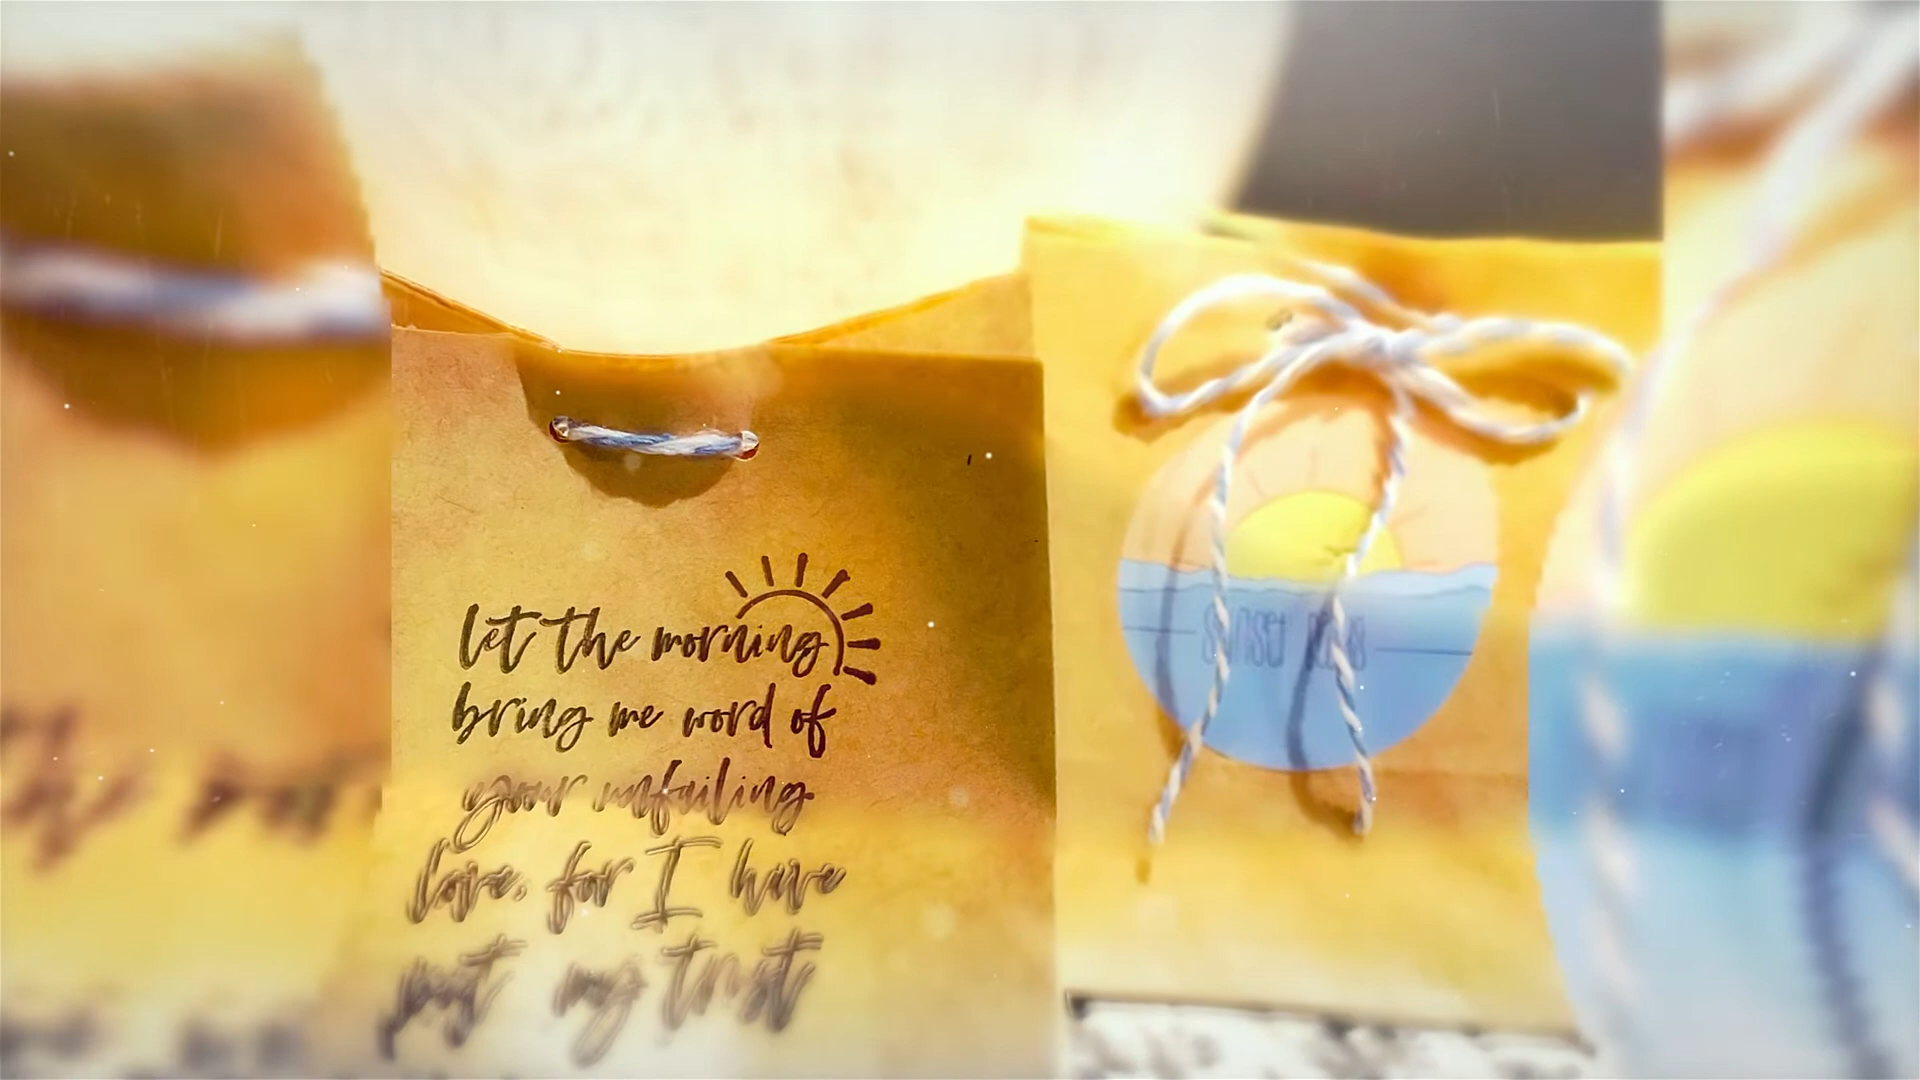 let the morning
bring me word of
your unfailing
love, for I have
put my trust